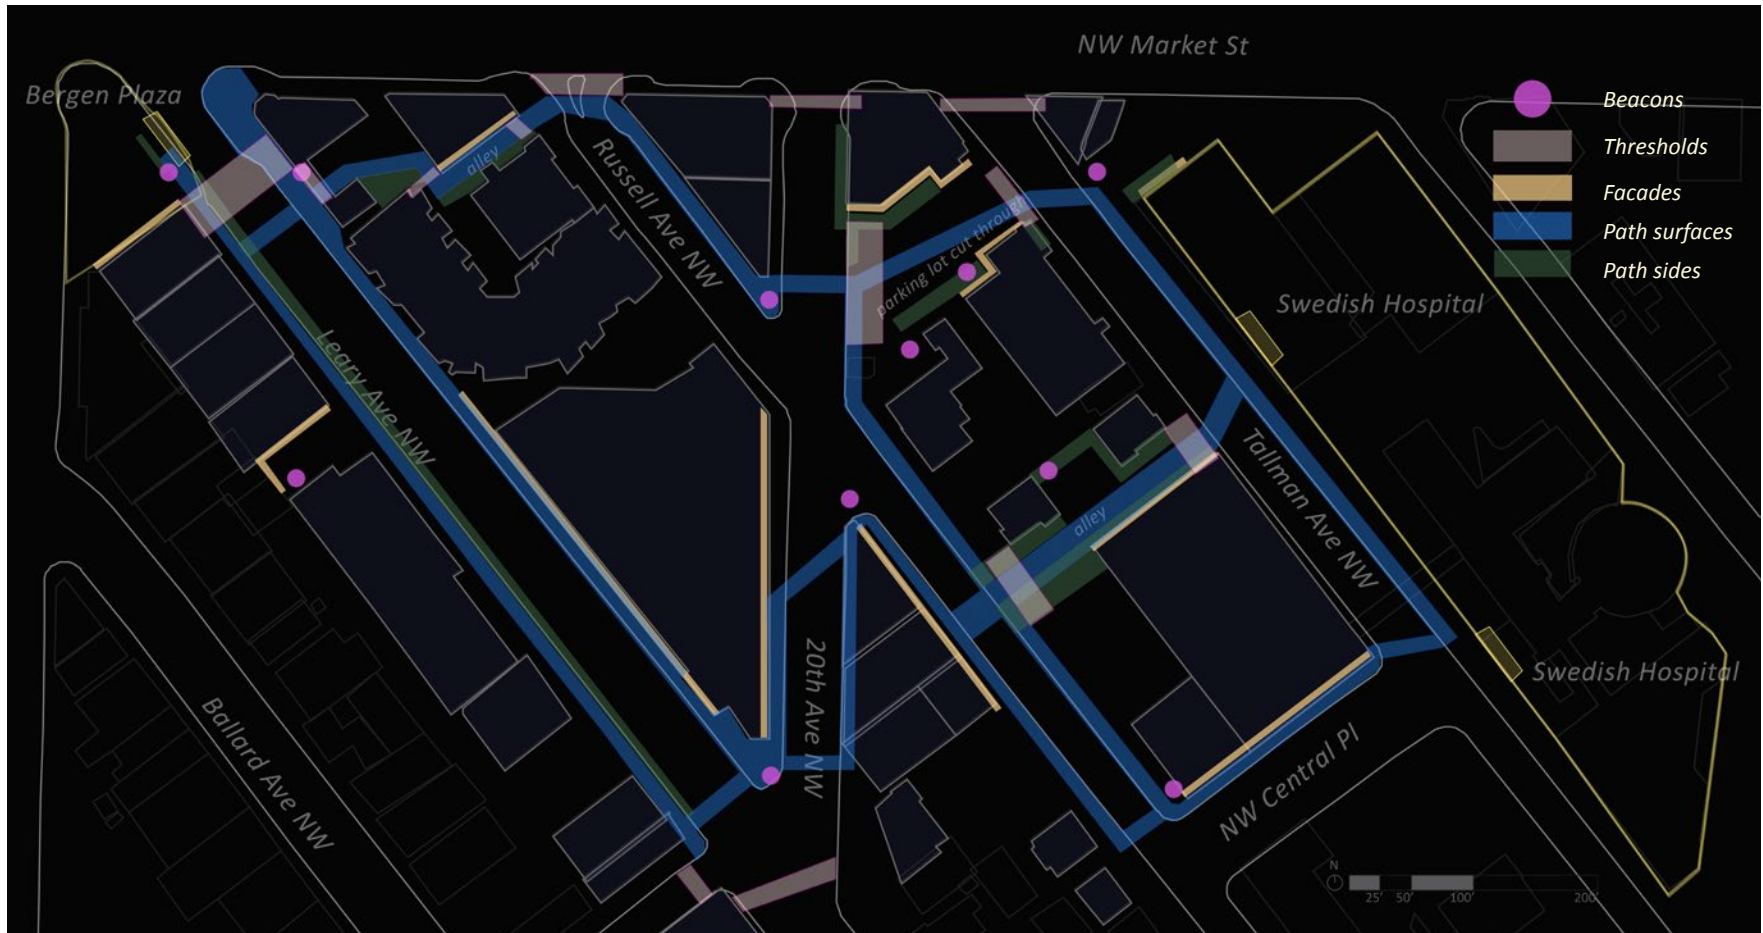 NW Market St
Bergen Plaza
Beacons
Thresholds
Facades
Path surfaces
Path sides
alley
Russell Ave NW
parking lot cut through
Swedish Hospital
Leary Ave NW
Tallman Ave NW
alley
20th Ave NW
Swedish Hospital
Ballard Ave NW
NW Central Pl
N
25' 50' 100' 200'